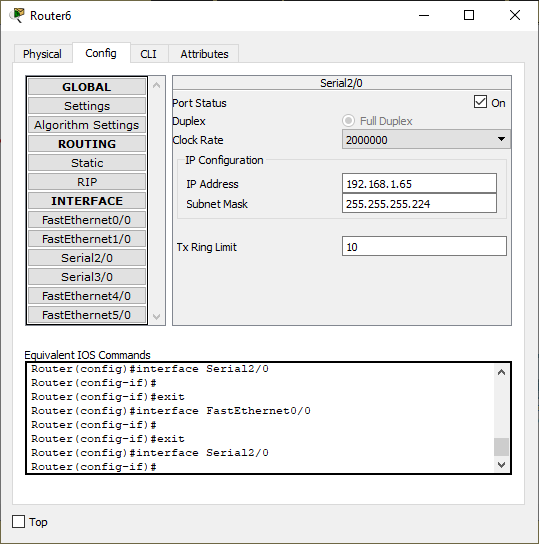 Router6
Physical Config CLI Attributes
GLOBAL
Settings
Algorithm Settings
ROUTING
Static
RIP
INTERFACE
FastEthernet0/0
FastEthernet1/0
Serial2/0
Serial3/0
FastEthernet4/0
FastEthernet5/0
Serial2/0
Port Status On
Duplex Full Duplex
Clock Rate 2000000
IP Configuration
IP Address 192.168.1.65
Subnet Mask 255.255.255.224
Tx Ring Limit 10
Equivalent IOS Commands
Router(config)#interface Serial2/0
Router(config-if)#
Router(config-if)#exit
Router(config)#interface FastEthernet0/0
Router(config-if)#
Router(config-if)#exit
Router(config)#interface Serial2/0
Router(config-if)#
Top